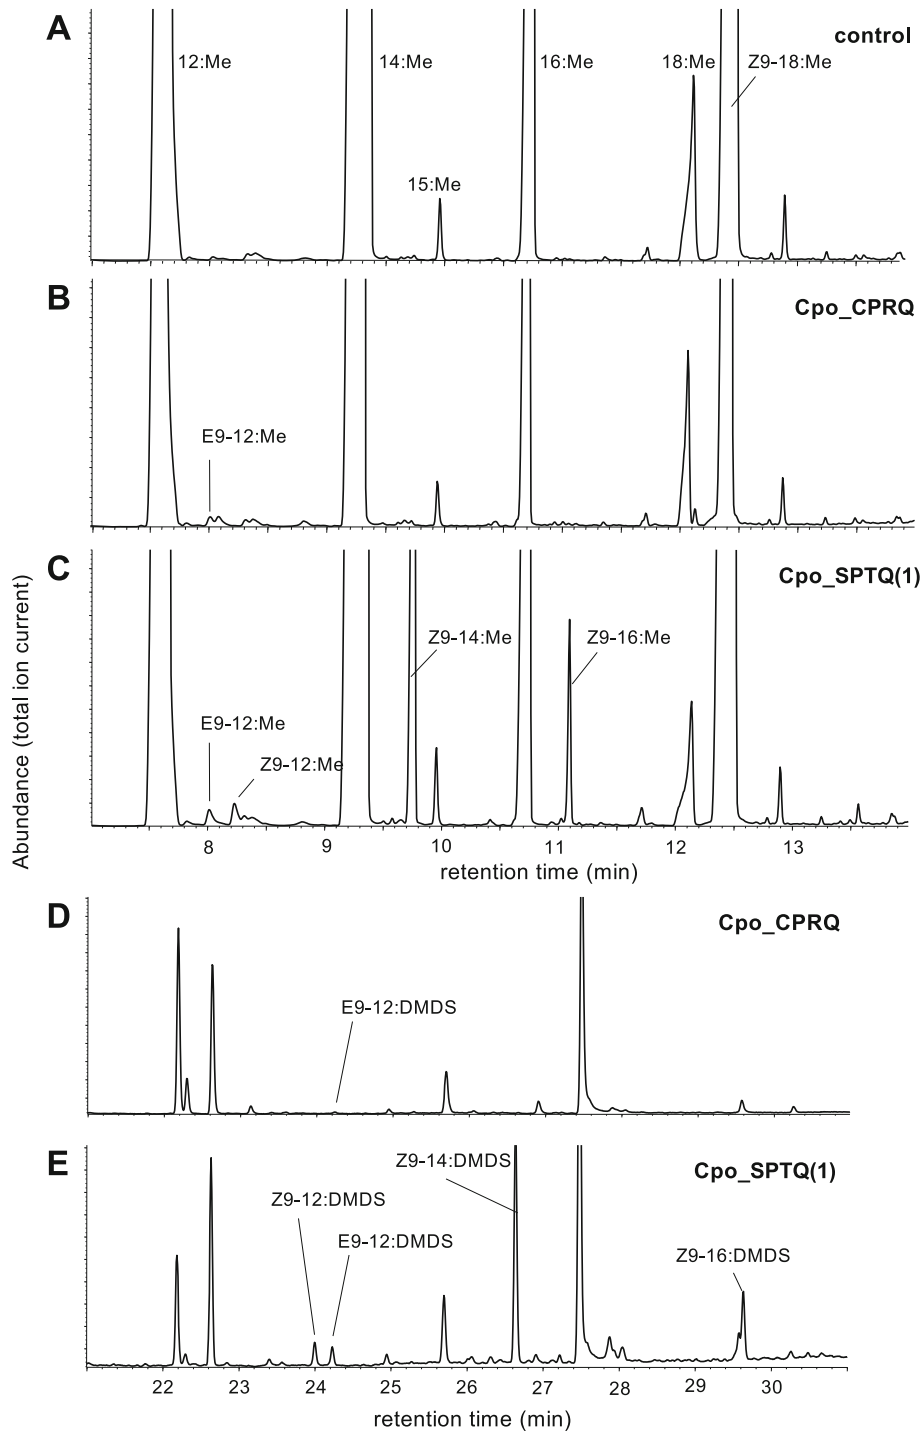 A
control
12:Me
14:Me
16:Me
18:Me
Z9-18:Me
15:Me
B
Cpo_CPRQ
E9-12:Me
C
Cpo_SPTQ(1)
Z9-14:Me
Z9-16:Me
E9-12:Me
Z9-12:Me
Abundance (total ion current)
8 9 10 11 12 13
retention time (min)
D
Cpo_CPRQ
E9-12:DMDS
E
Cpo_SPTQ(1)
Z9-14:DMDS
Z9-12:DMDS
E9-12:DMDS
Z9-16:DMDS
22 23 24 25 26 27 28 29 30
retention time (min)